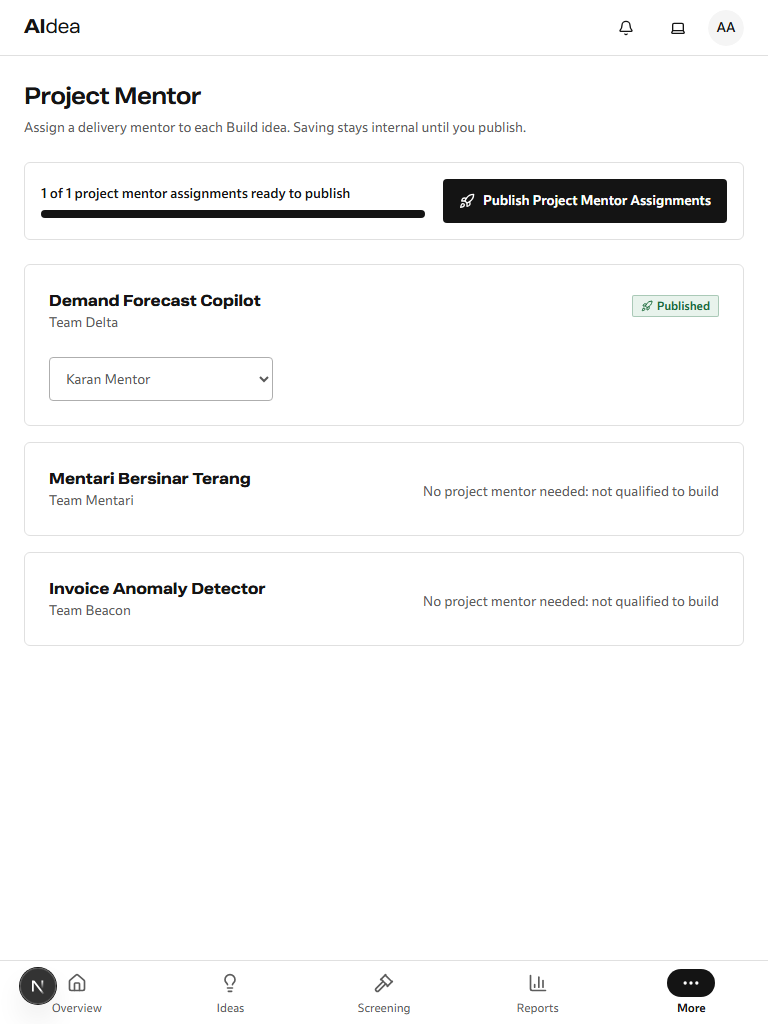 AIdea
AA
Project Mentor
Assign a delivery mentor to each Build idea. Saving stays internal until you publish.
1 of 1 project mentor assignments ready to publish
Publish Project Mentor Assignments
Demand Forecast Copilot
Team Delta
Published
Karan Mentor
Mentari Bersinar Terang
Team Mentari
No project mentor needed: not qualified to build
Invoice Anomaly Detector
Team Beacon
No project mentor needed: not qualified to build
N
Overview
Ideas
Screening
Reports
More